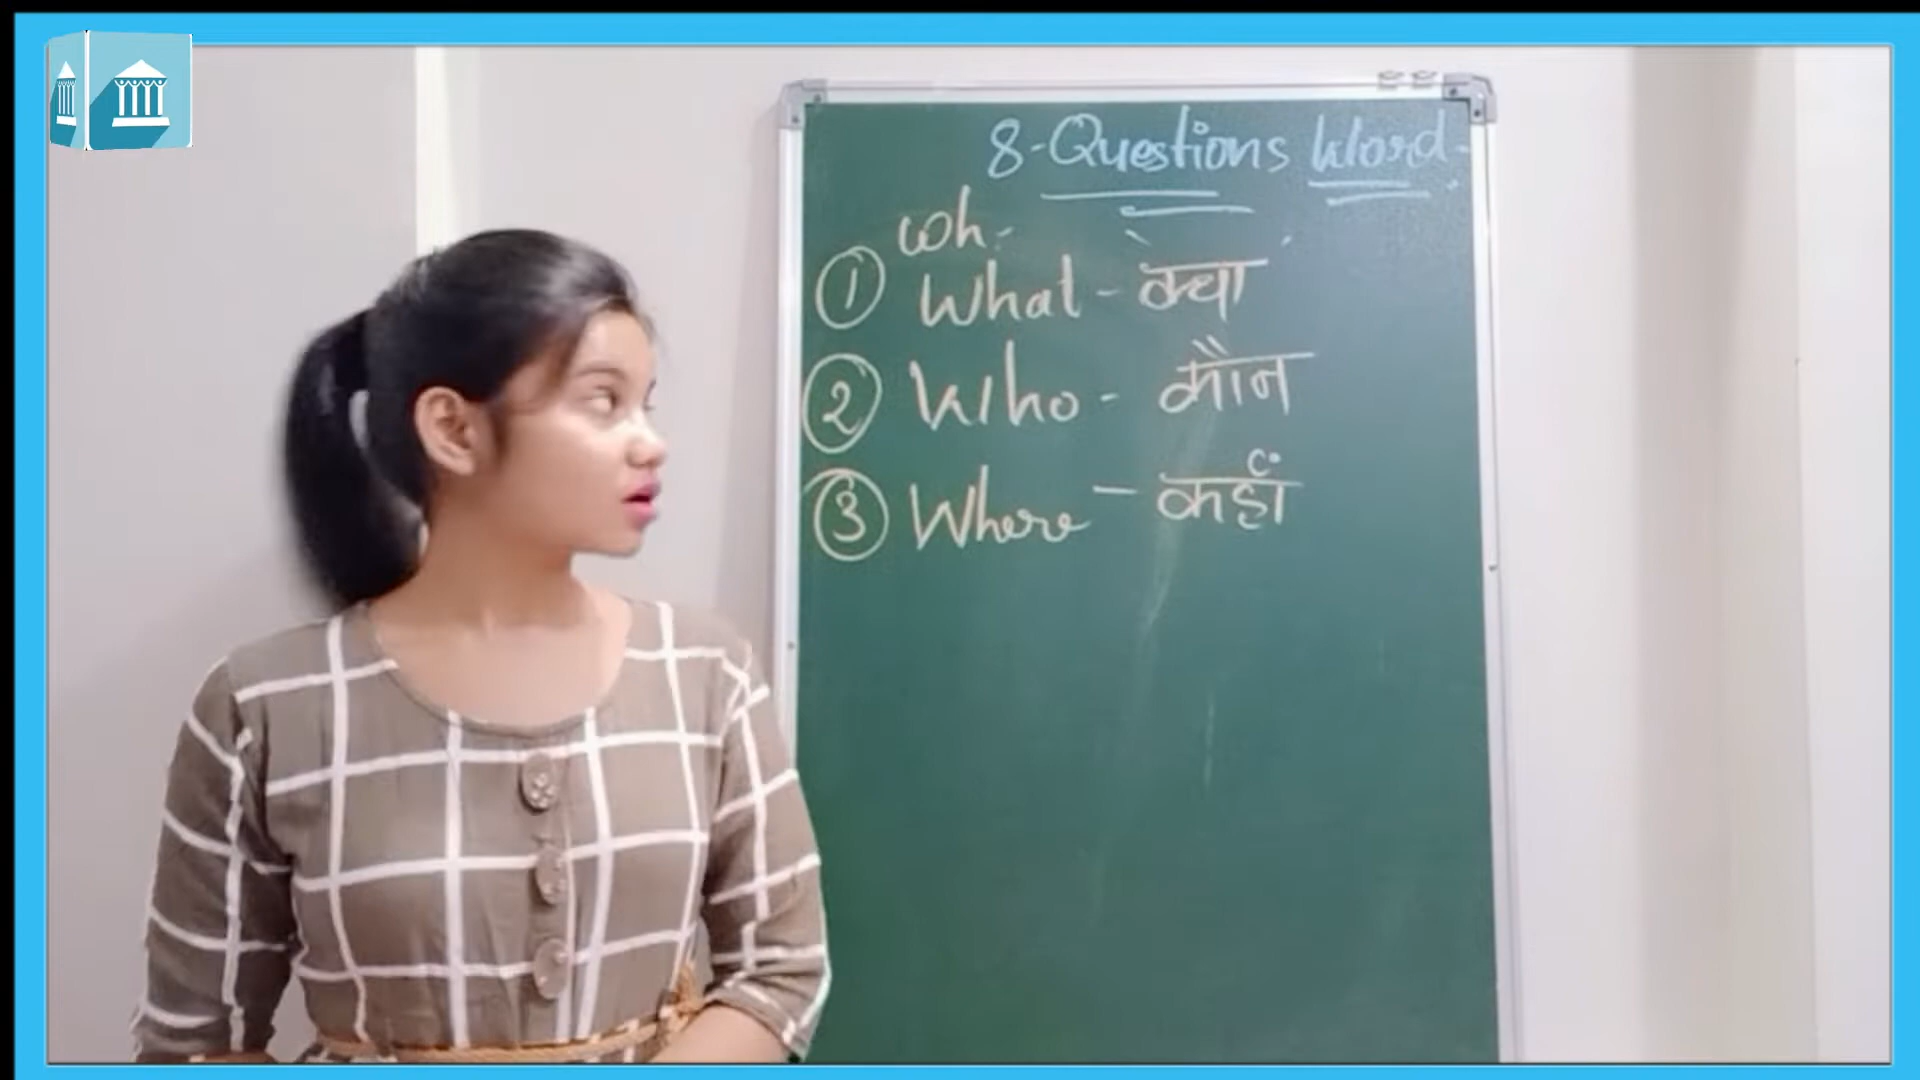 8-Questions Word-
Wh-
① What - क्या
② Who - कौन
③ Where - कहाँ